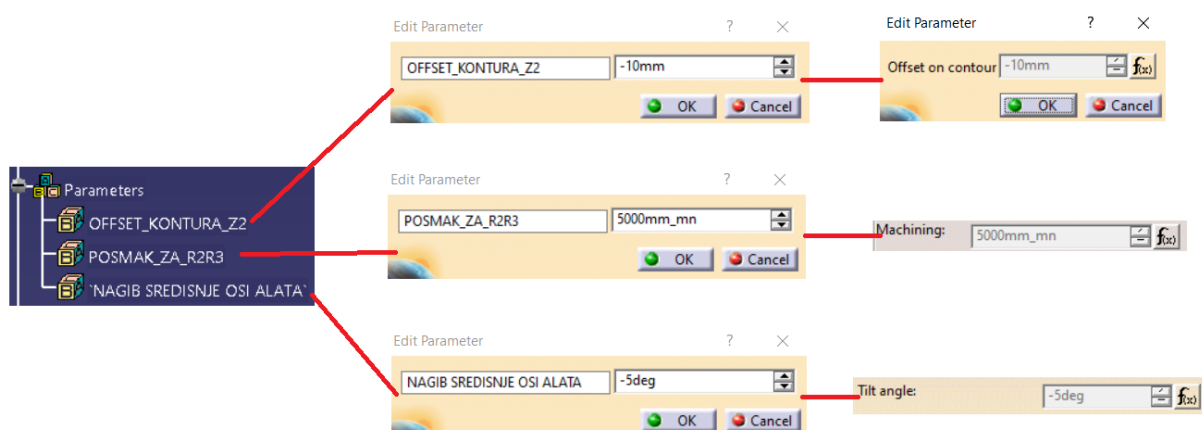 Edit Parameter ? ×
OFFSET_KONTURA_Z2 -10mm
OK Cancel
Edit Parameter ? ×
Offset on contour -10mm f(x)
OK Cancel
Parameters
OFFSET_KONTURA_Z2
POSMAK_ZA_R2R3
`NAGIB SREDISNJE OSI ALATA`
Edit Parameter ? ×
POSMAK_ZA_R2R3 5000mm_mn
OK Cancel
Machining: 5000mm_mn f(x)
Edit Parameter ? ×
NAGIB SREDISNJE OSI ALATA -5deg
OK Cancel
Tilt angle: -5deg f(x)